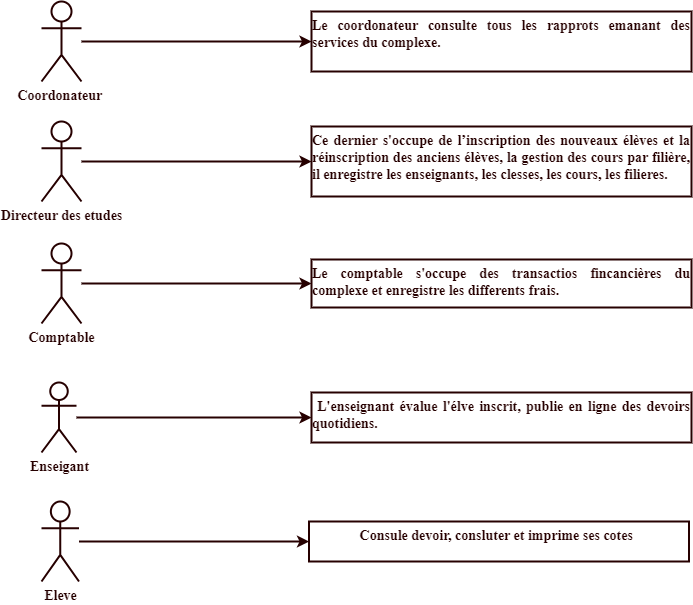 Le coordonateur consulte tous les rapprots emanant des
services du complexe.
Coordonateur
Ce dernier s'occupe de l’inscription des nouveaux élèves et la
réinscription des anciens élèves, la gestion des cours par filière,
il enregistre les enseignants, les clesses, les cours, les filieres.
Directeur des etudes
Le comptable s'occupe des transactios fincancières du
complexe et enregistre les differents frais.
Comptable
L'enseignant évalue l'élve inscrit, publie en ligne des devoirs
quotidiens.
Enseigant
Consule devoir, consluter et imprime ses cotes
Eleve